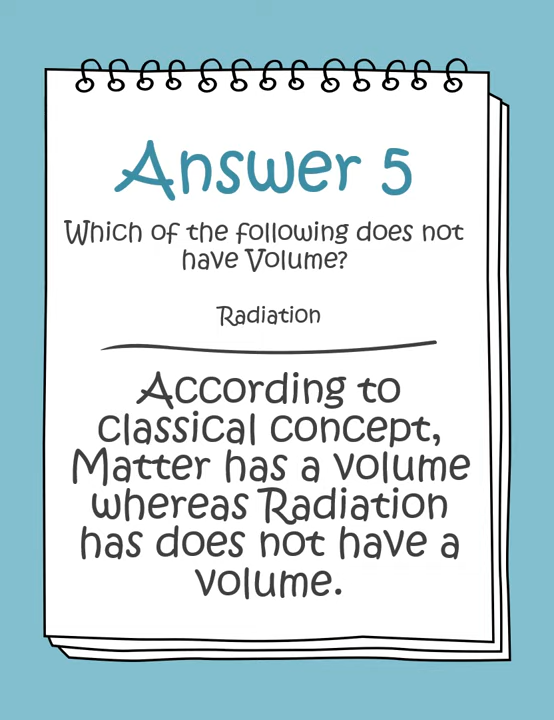 Answer 5
Which of the following does not
have Volume?
Radiation
According to
classical concept,
Matter has a volume
whereas Radiation
has does not have a
volume.